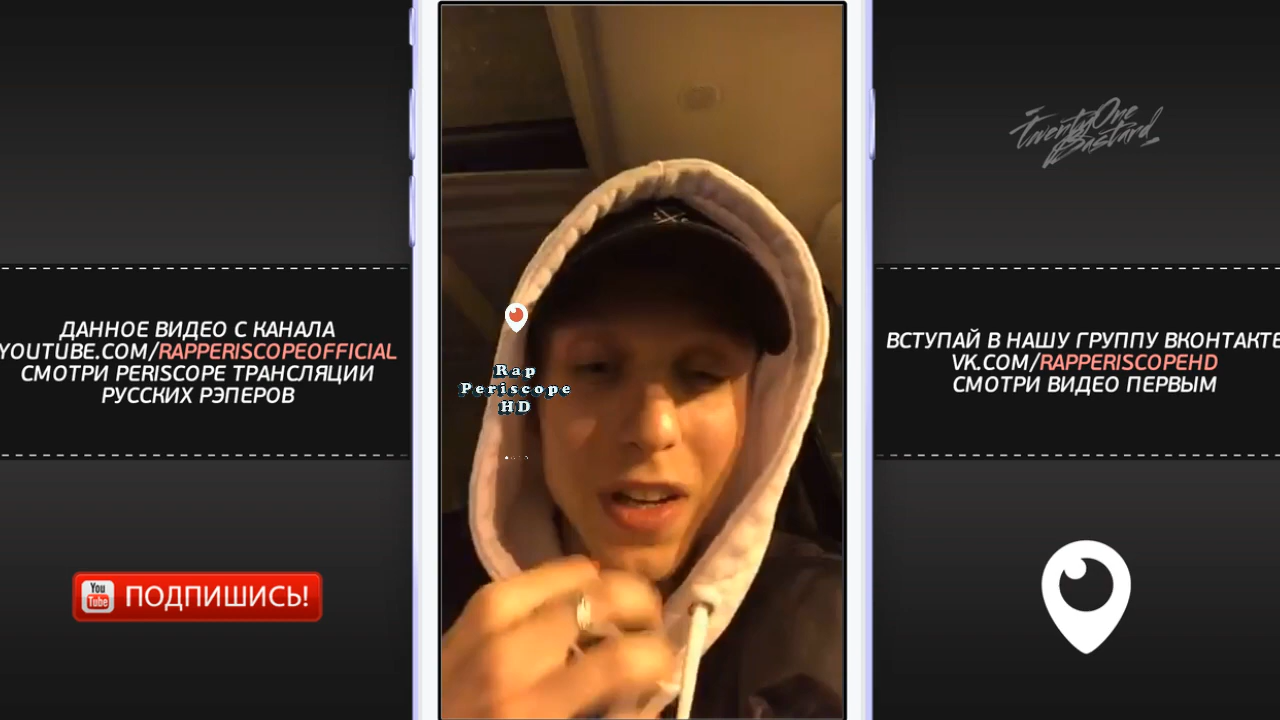 ДАННОЕ ВИДЕО С КАНАЛА
YOUTUBE.COM/RAPPERISCOPEOFFICIAL
СМОТРИ PERISCOPE ТРАНСЛЯЦИИ
РУССКИХ РЭПЕРОВ
You
Tube
ПОДПИШИСЬ!
Rap
Periscope
HD
TwentyOne
Bastard
ВСТУПАЙ В НАШУ ГРУППУ ВКОНТАКТЕ
VK.COM/RAPPERISCOPEHD
СМОТРИ ВИДЕО ПЕРВЫМ